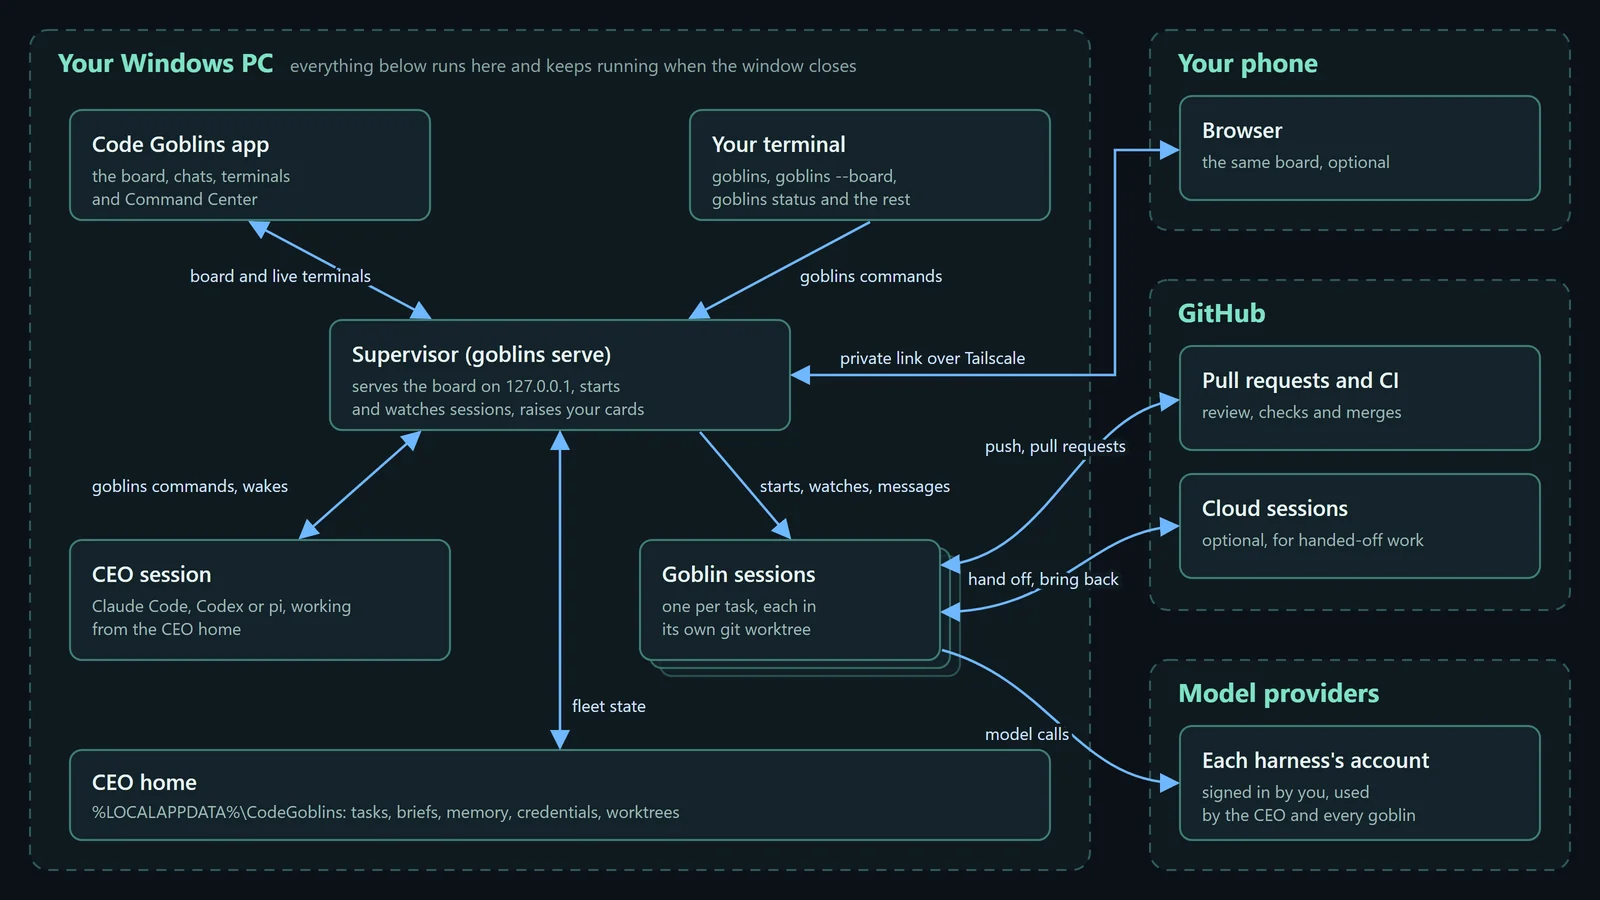 Your Windows PC everything below runs here and keeps running when the window closes
Code Goblins app
the board, chats, terminals
and Command Center
Your terminal
goblins, goblins --board,
goblins status and the rest
board and live terminals
goblins commands
Supervisor (goblins serve)
serves the board on 127.0.0.1, starts
and watches sessions, raises your cards
private link over Tailscale
goblins commands, wakes
starts, watches, messages
CEO session
Claude Code, Codex or pi, working
from the CEO home
Goblin sessions
one per task, each in
its own git worktree
fleet state
CEO home
%LOCALAPPDATA%\CodeGoblins: tasks, briefs, memory, credentials, worktrees
Your phone
Browser
the same board, optional
GitHub
Pull requests and CI
review, checks and merges
push, pull requests
Cloud sessions
optional, for handed-off work
hand off, bring back
Model providers
model calls
Each harness's account
signed in by you, used
by the CEO and every goblin